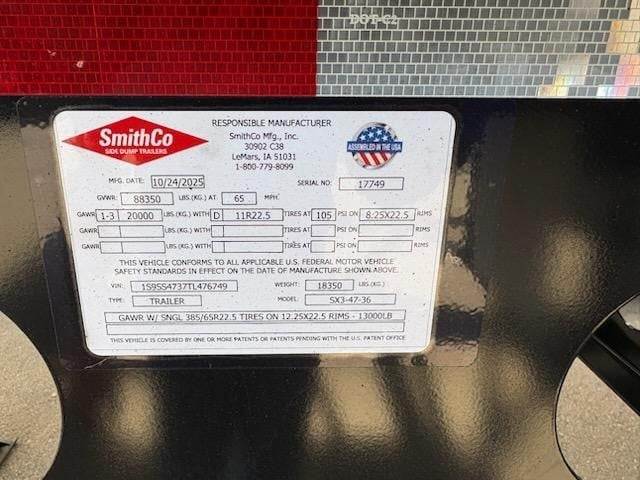 DOT-C2
SmithCo
SIDE DUMP TRAILERS
RESPONSIBLE MANUFACTURER
SmithCo Mfg., Inc.
30902 C38
LeMars, IA 51031
1-800-779-8099
ASSEMBLED IN THE USA
MFG. DATE: 10/24/2025 SERIAL NO: 17749
GVWR: 88350 LBS.(KG.) AT 65 MPH
GAWR 1-3 20000 LBS.(KG.) WITH D 11R22.5 TIRES AT 105 PSI ON 8.25X22.5 RIMS
GAWR LBS.(KG.) WITH TIRES AT PSI ON RIMS
GAWR LBS.(KG.) WITH TIRES AT PSI ON RIMS
THIS VEHICLE CONFORMS TO ALL APPLICABLE U.S. FEDERAL MOTOR VEHICLE
SAFETY STANDARDS IN EFFECT ON THE DATE OF MANUFACTURE SHOWN ABOVE.
VIN: 1S9SS4737TL476749 WEIGHT: 18350 LBS.(KG.)
TYPE: TRAILER MODEL: SX3-47-36
GAWR W/ SNGL 385/65R22.5 TIRES ON 12.25X22.5 RIMS - 13000LB
THIS VEHICLE IS COVERED BY ONE OR MORE PATENTS OR PATENTS PENDING WITH THE U.S. PATENT OFFICE